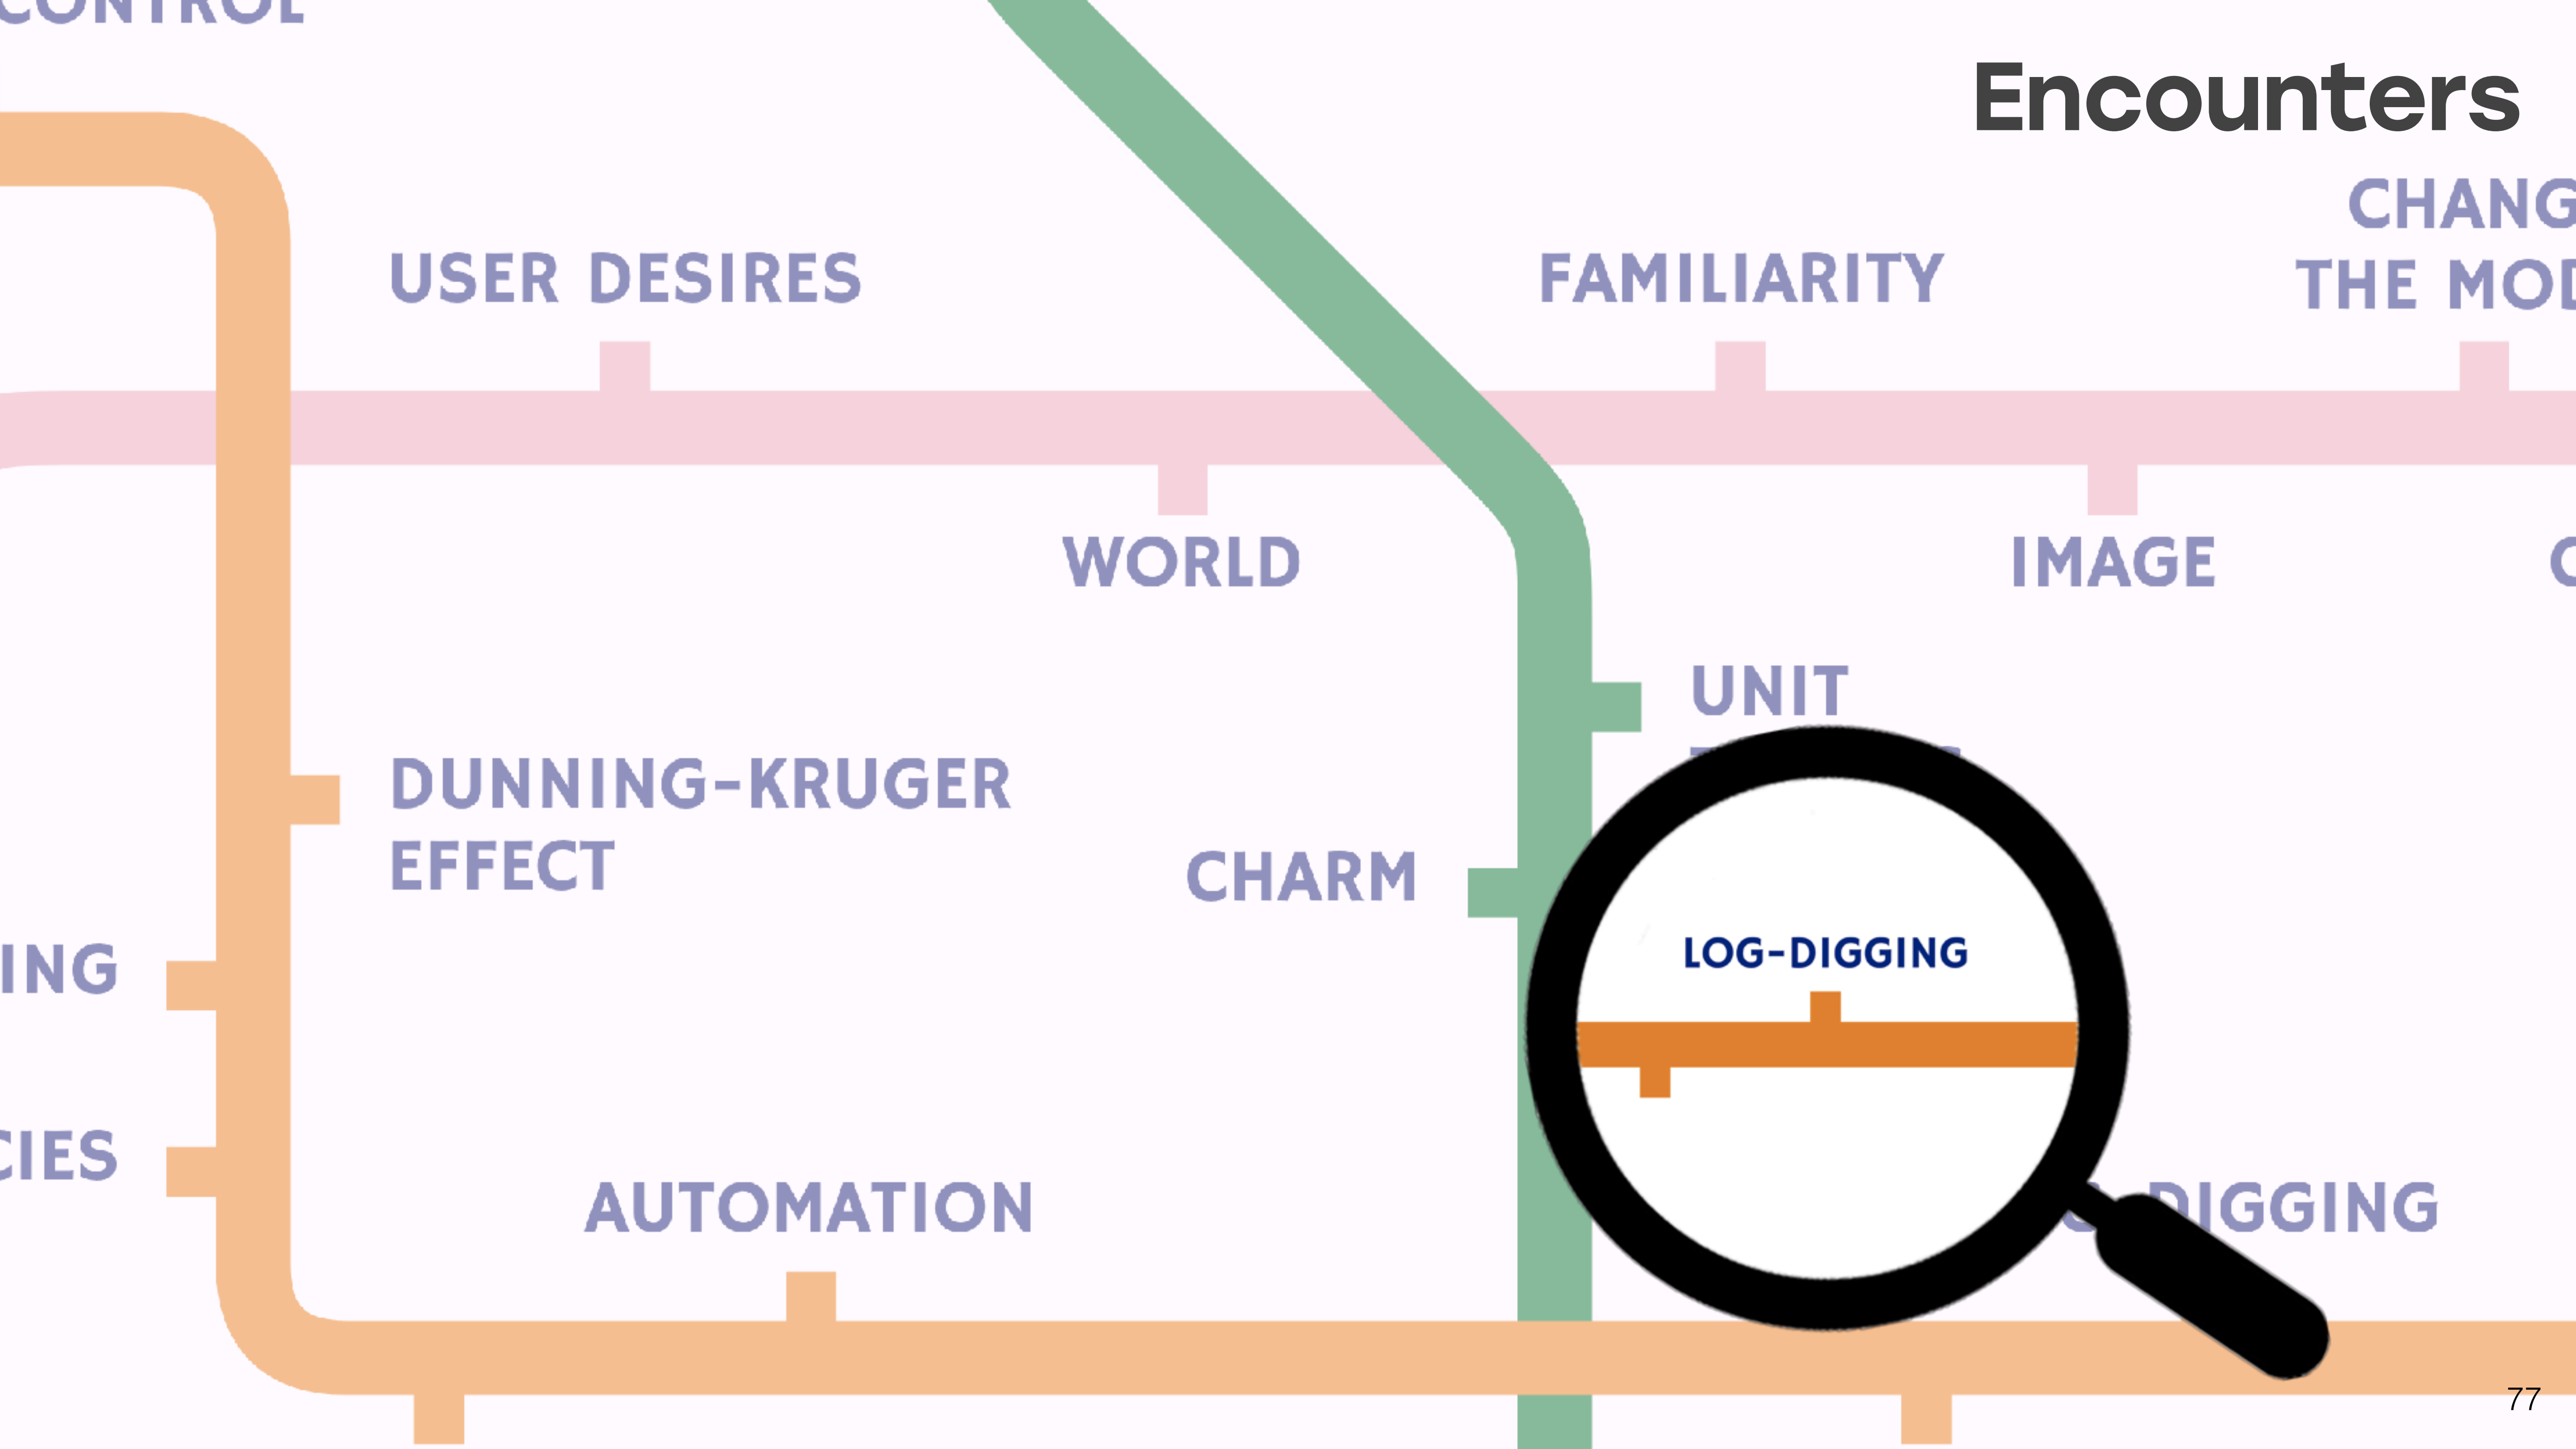 CONTROL
Encounters
CHANG
THE MOD
USER DESIRES
FAMILIARITY
WORLD
IMAGE
UNIT
DUNNING-KRUGER
EFFECT
CHARM
LOG-DIGGING
ING
CIES
AUTOMATION
DIGGING
77